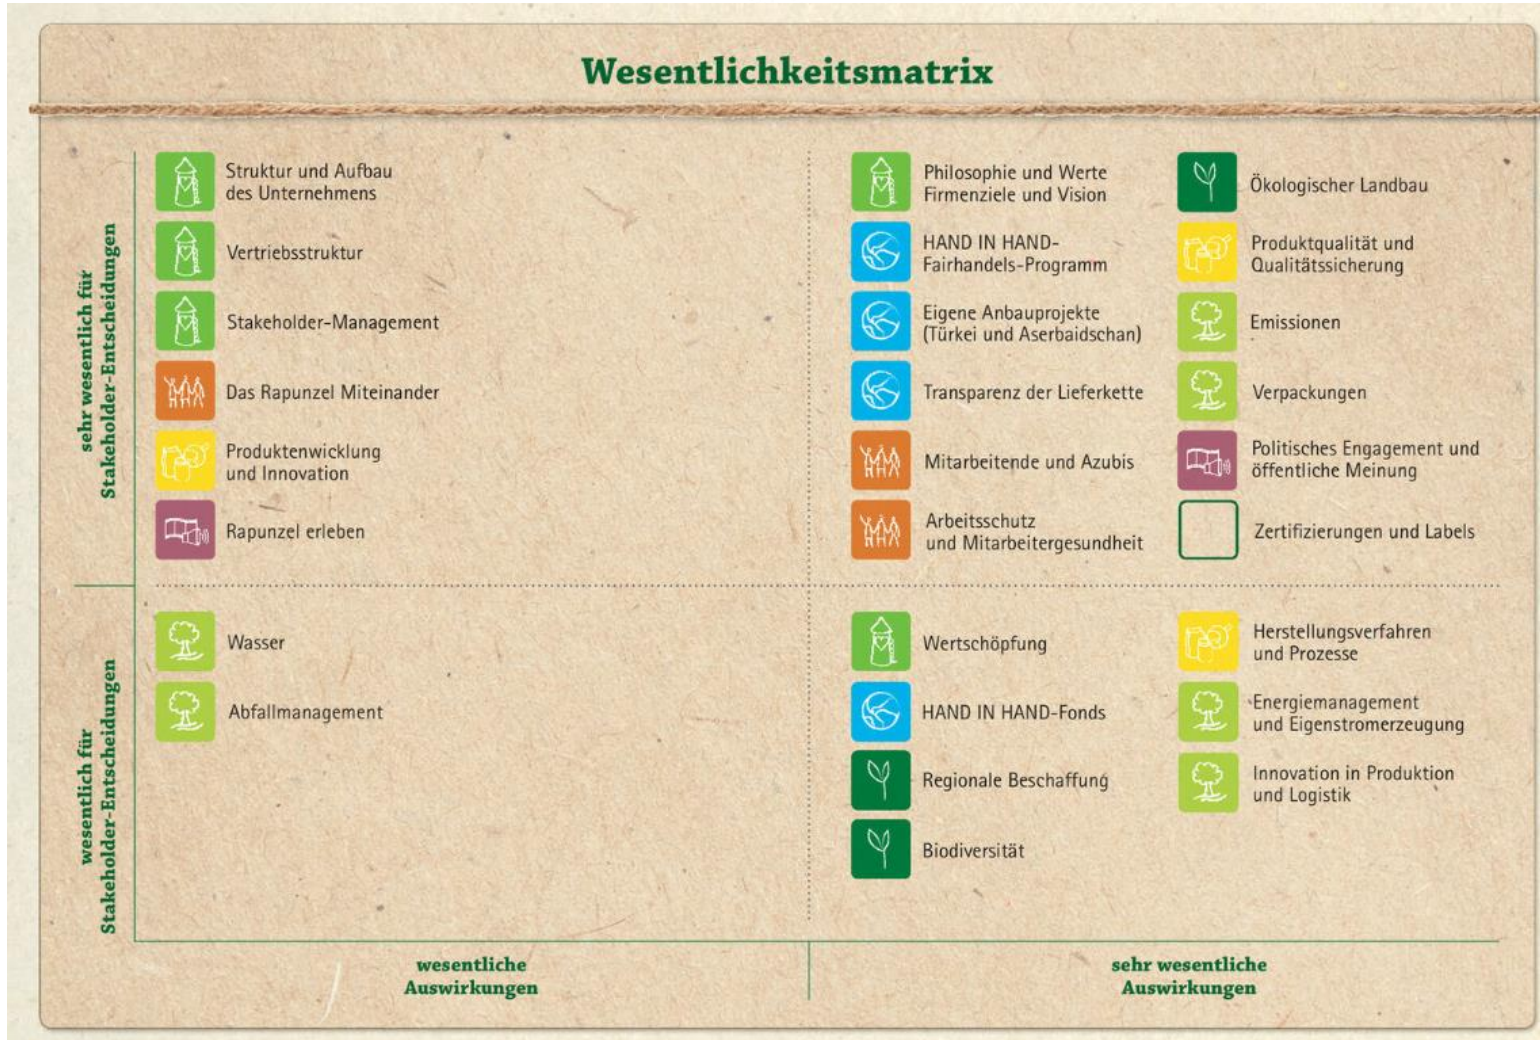 Wesentlichkeitsmatrix
sehr wesentlich für
Stakeholder-Entscheidungen
Struktur und Aufbau
des Unternehmens
Vertriebsstruktur
Stakeholder-Management
Das Rapunzel Miteinander
Produktenwicklung
und Innovation
Rapunzel erleben
Philosophie und Werte
Firmenziele und Vision
HAND IN HAND-
Fairhandels-Programm
Eigene Anbauprojekte
(Türkei und Aserbaidschan)
Transparenz der Lieferkette
Mitarbeitende und Azubis
Arbeitsschutz
und Mitarbeitergesundheit
Ökologischer Landbau
Produktqualität und
Qualitätssicherung
Emissionen
Verpackungen
Politisches Engagement und
öffentliche Meinung
Zertifizierungen und Labels
wesentlich für
Stakeholder-Entscheidungen
Wasser
Abfallmanagement
Wertschöpfung
HAND IN HAND-Fonds
Regionale Beschaffung
Biodiversität
Herstellungsverfahren
und Prozesse
Energiemanagement
und Eigenstromerzeugung
Innovation in Produktion
und Logistik
wesentliche
Auswirkungen
sehr wesentliche
Auswirkungen